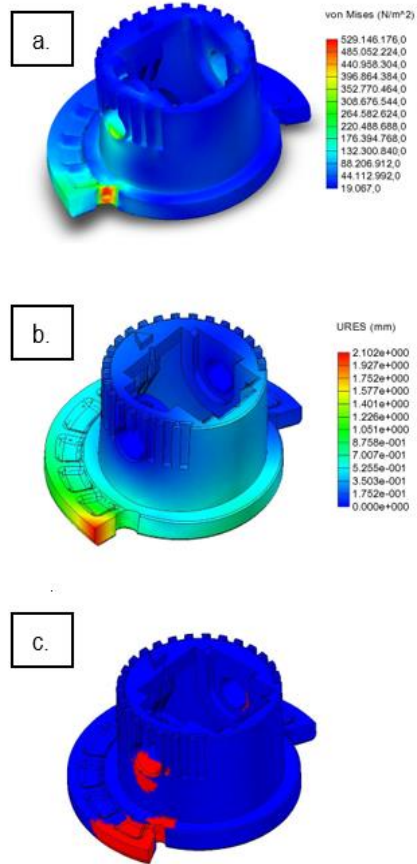 a.
von Mises (N/m^2)
529.146.176,0
485.052.224,0
440.958.304,0
396.864.384,0
352.770.464,0
308.676.544,0
264.582.624,0
220.488.688,0
176.394.768,0
132.300.840,0
88.206.912,0
44.112.992,0
19.067,0
b.
URES (mm)
2.102e+000
1.927e+000
1.752e+000
1.577e+000
1.401e+000
1.226e+000
1.051e+000
8.758e-001
7.007e-001
5.255e-001
3.503e-001
1.752e-001
0.000e+000
c.